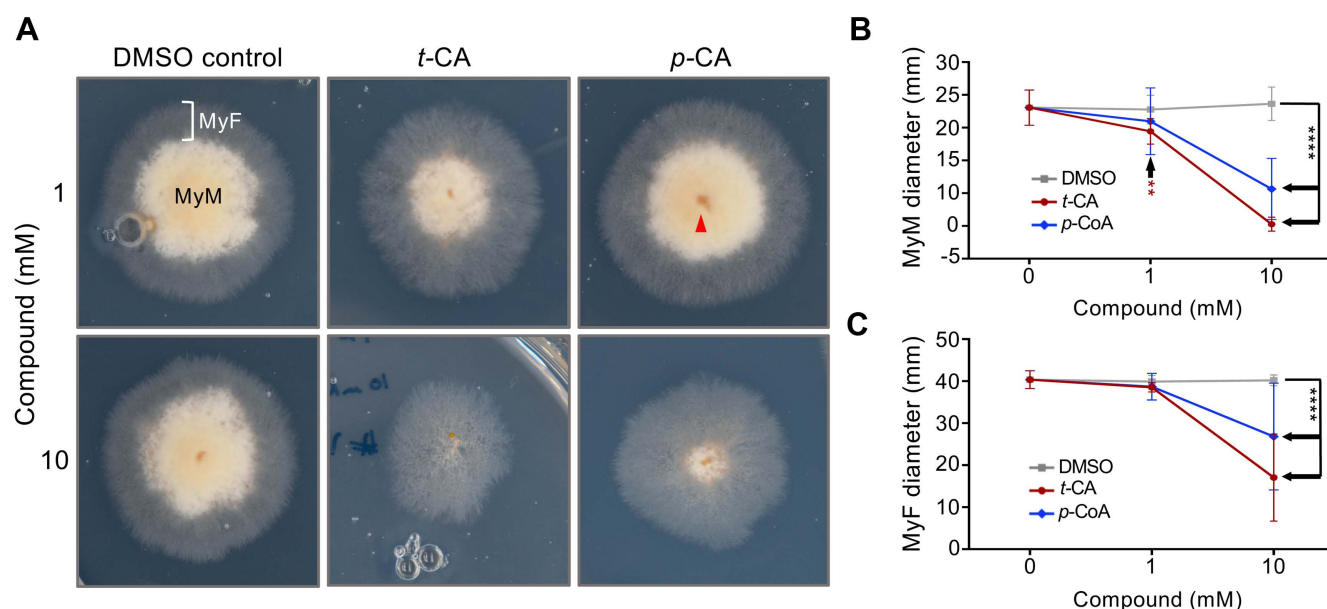 A
DMSO control
t-CA
p-CA
Compound (mM)
1
10
MyF
MyM
B
MyM diameter (mm)
30
25
20
15
10
5
0
-5
DMSO
t-CA
p-CoA
**
****
0
1
10
Compound (mM)
C
MyF diameter (mm)
50
40
30
20
10
0
DMSO
t-CA
p-CoA
****
0
1
10
Compound (mM)